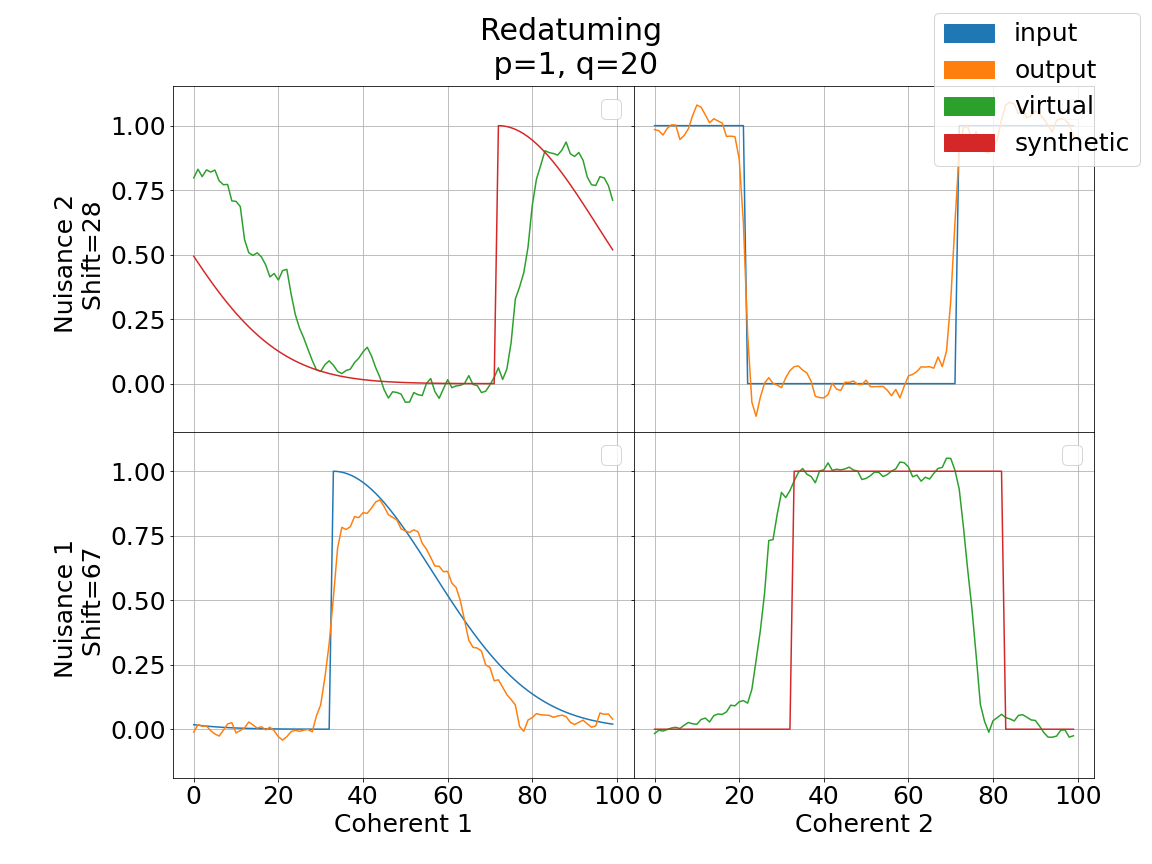 Redatuming
p=1, q=20
input
output
virtual
synthetic
Nuisance 2
Shift=28
1.00
0.75
0.50
0.25
0.00
Nuisance 1
Shift=67
1.00
0.75
0.50
0.25
0.00
0 20 40 60 80 100
0 20 40 60 80 100
Coherent 1
Coherent 2